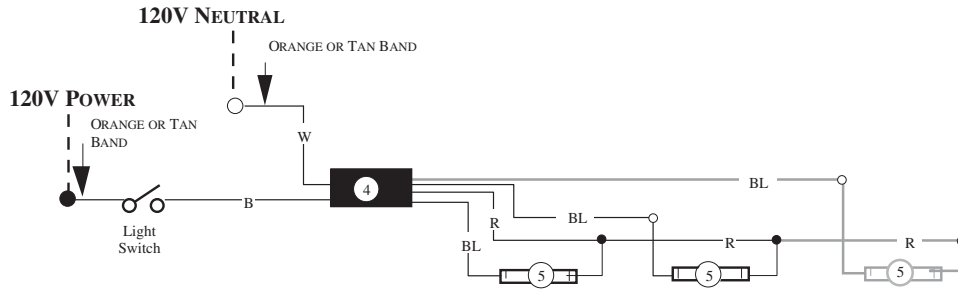 120V NEUTRAL
ORANGE OR TAN BAND
120V POWER
ORANGE OR TAN
BAND
W
4
BL
B
Light
Switch
R
BL
BL
R
R
5
5
5